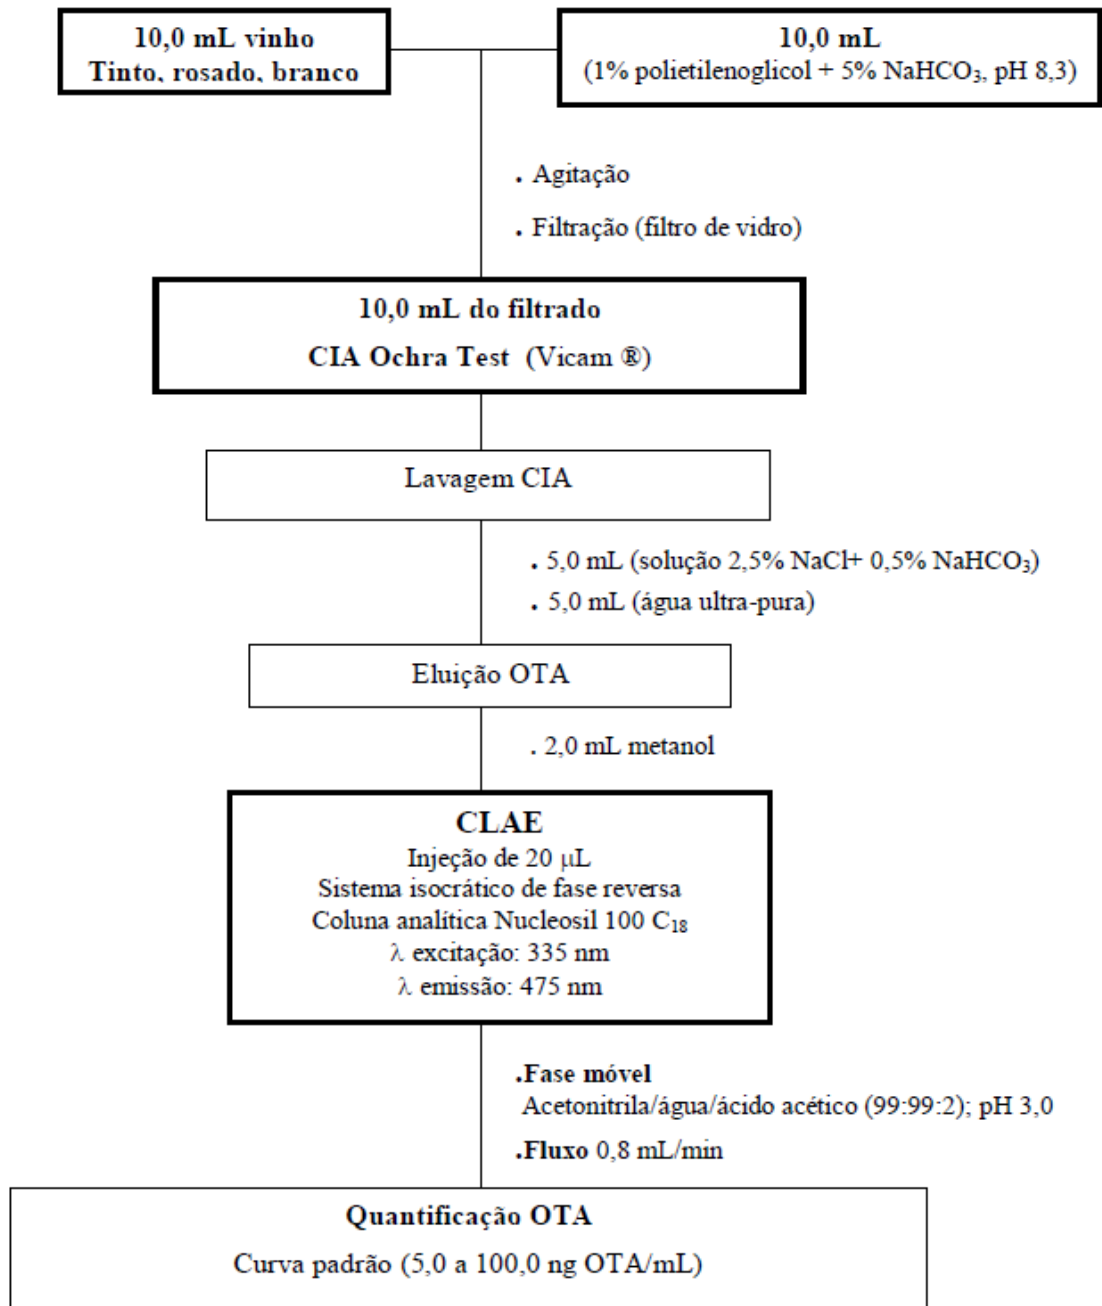 10,0 mL vinho
Tinto, rosado, branco
10,0 mL
(1% polietilenoglicol + 5% NaHCO₃, pH 8,3)
. Agitação
. Filtração (filtro de vidro)
10,0 mL do filtrado
CIA Ochra Test (Vicam ®)
Lavagem CIA
. 5,0 mL (solução 2,5% NaCl+ 0,5% NaHCO₃)
. 5,0 mL (água ultra-pura)
Eluição OTA
. 2,0 mL metanol
CLAE
Injeção de 20 µL
Sistema isocrático de fase reversa
Coluna analítica Nucleosil 100 C₁₈
λ excitação: 335 nm
λ emissão: 475 nm
.Fase móvel
Acetonitrila/água/ácido acético (99:99:2); pH 3,0
.Fluxo 0,8 mL/min
Quantificação OTA
Curva padrão (5,0 a 100,0 ng OTA/mL)